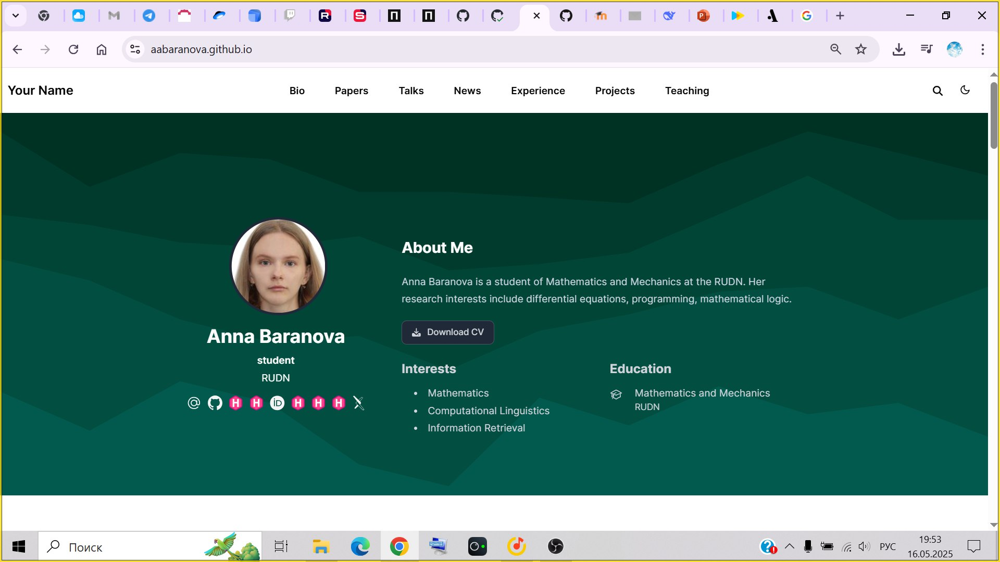 aabaranova.github.io
Your Name
Bio
Papers
Talks
News
Experience
Projects
Teaching
About Me
Anna Baranova is a student of Mathematics and Mechanics at the RUDN. Her
research interests include differential equations, programming, mathematical logic.
Download CV
Anna Baranova
student
RUDN
Interests
Mathematics
Computational Linguistics
Information Retrieval
Education
Mathematics and Mechanics
RUDN
Поиск
РУС
19:53
16.05.2025